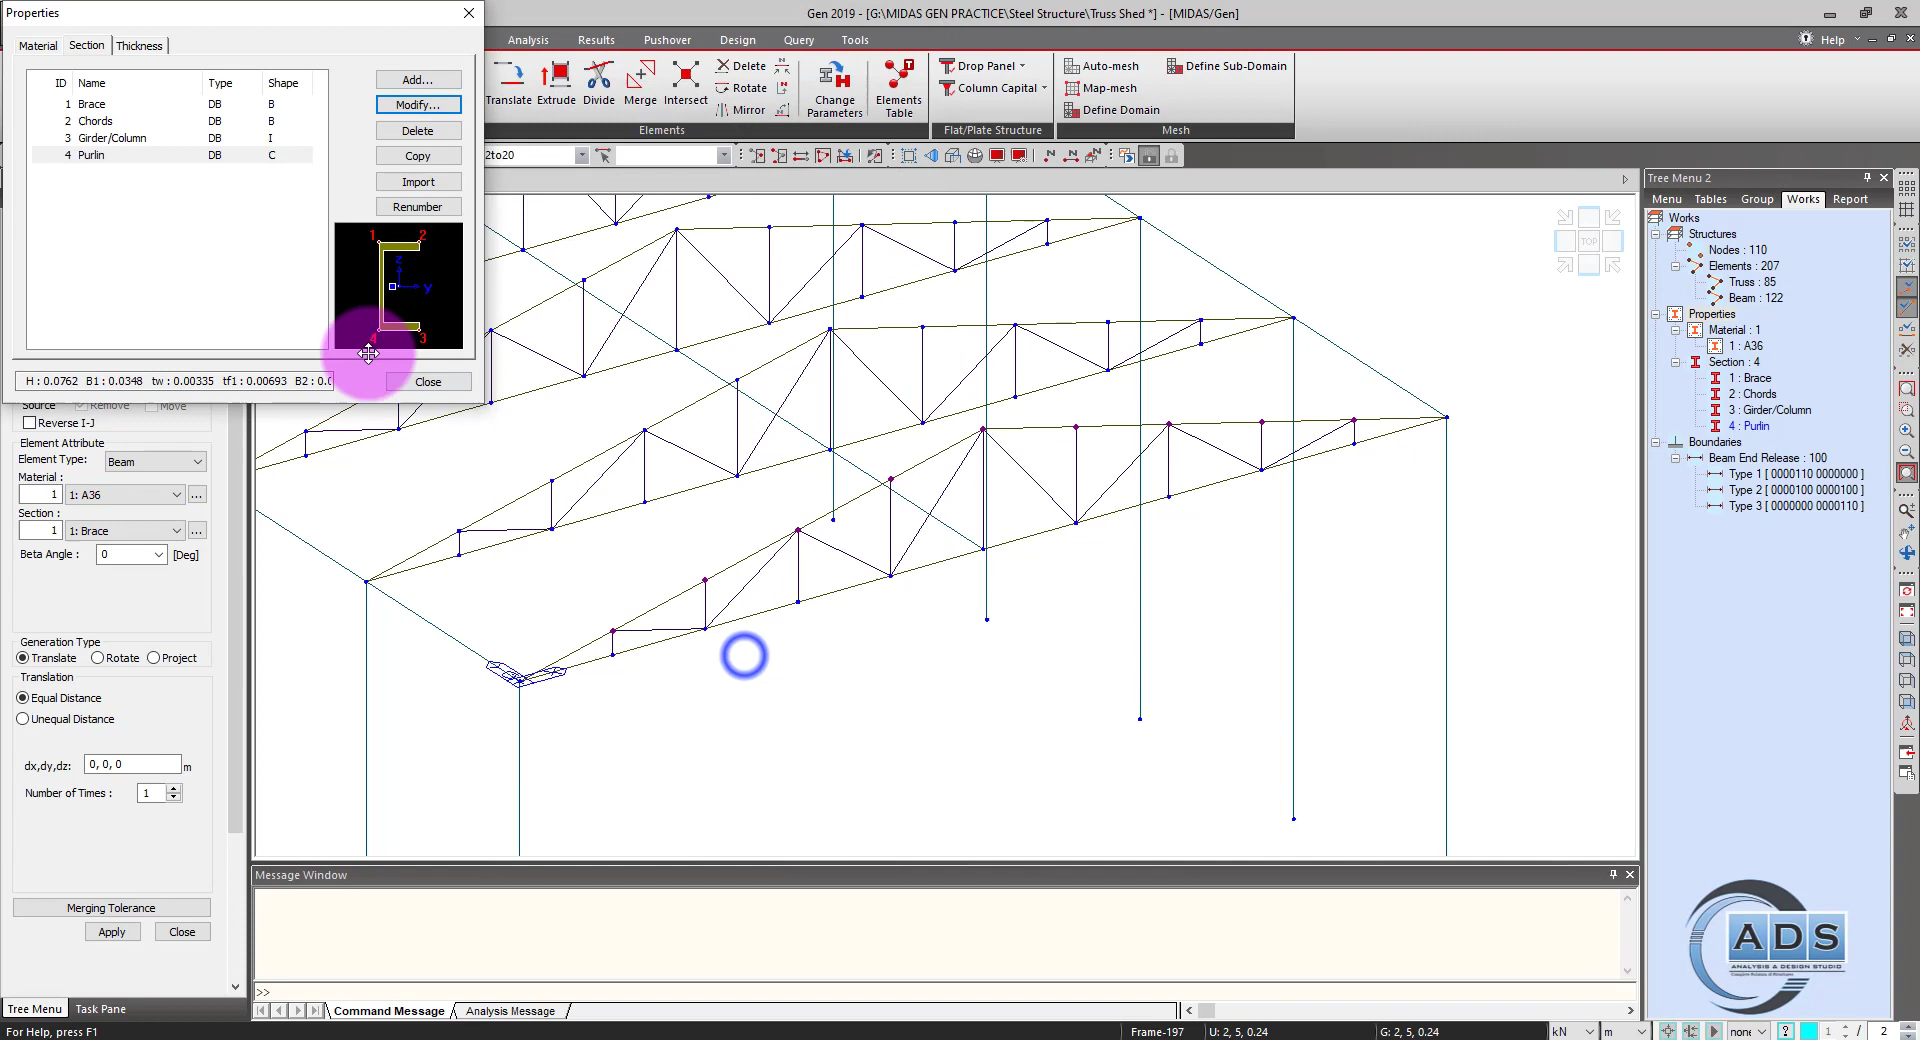 Properties
Gen 2019 - [G:\MIDAS GEN PRACTICE\Steel Structure\Truss Shed *] - [MIDAS/Gen]
Material Section Thickness
Analysis Results Pushover Design Query Tools
Help
ID Name Type Shape
1 Brace DB B
2 Chords DB B
3 Girder/Column DB I
4 Purlin DB C
Add...
Modify...
Delete
Copy
Import
Renumber
1 2
z
y
4 3
H : 0.0762 B1 : 0.0348 tw : 0.00335 tf1 : 0.00693 B2 : 0.0
Close
Translate Extrude Divide Merge Intersect
Delete
Rotate
Mirror
Change Parameters
Elements Table
Elements
Drop Panel
Column Capital
Flat/Plate Structure
Auto-mesh
Map-mesh
Define Domain
Define Sub-Domain
Mesh
2to20
TOP
Source Remove Move
Reverse I-J
Element Attribute
Element Type: Beam
Material :
1 1: A36 ...
Section :
1 1: Brace ...
Beta Angle : 0 [Deg]
Generation Type
Translate Rotate Project
Translation
Equal Distance
Unequal Distance
dx,dy,dz: 0, 0, 0 m
Number of Times : 1
Merging Tolerance
Apply Close
Tree Menu Task Pane
Message Window
>>
Command Message Analysis Message
Tree Menu 2
Menu Tables Group Works Report
Works
Structures
Nodes : 110
Elements : 207
Truss : 85
Beam : 122
Properties
Material : 1
1 : A36
Section : 4
1 : Brace
2 : Chords
3 : Girder/Column
4 : Purlin
Boundaries
Beam End Release : 100
Type 1 [ 0000110 0000000 ]
Type 2 [ 0000100 0000100 ]
Type 3 [ 0000000 0000110 ]
ADS
ANALYSIS & DESIGN STUDIO
For Help, press F1
Frame-197 U: 2, 5, 0.24 G: 2, 5, 0.24 kN m none ? 1 / 2